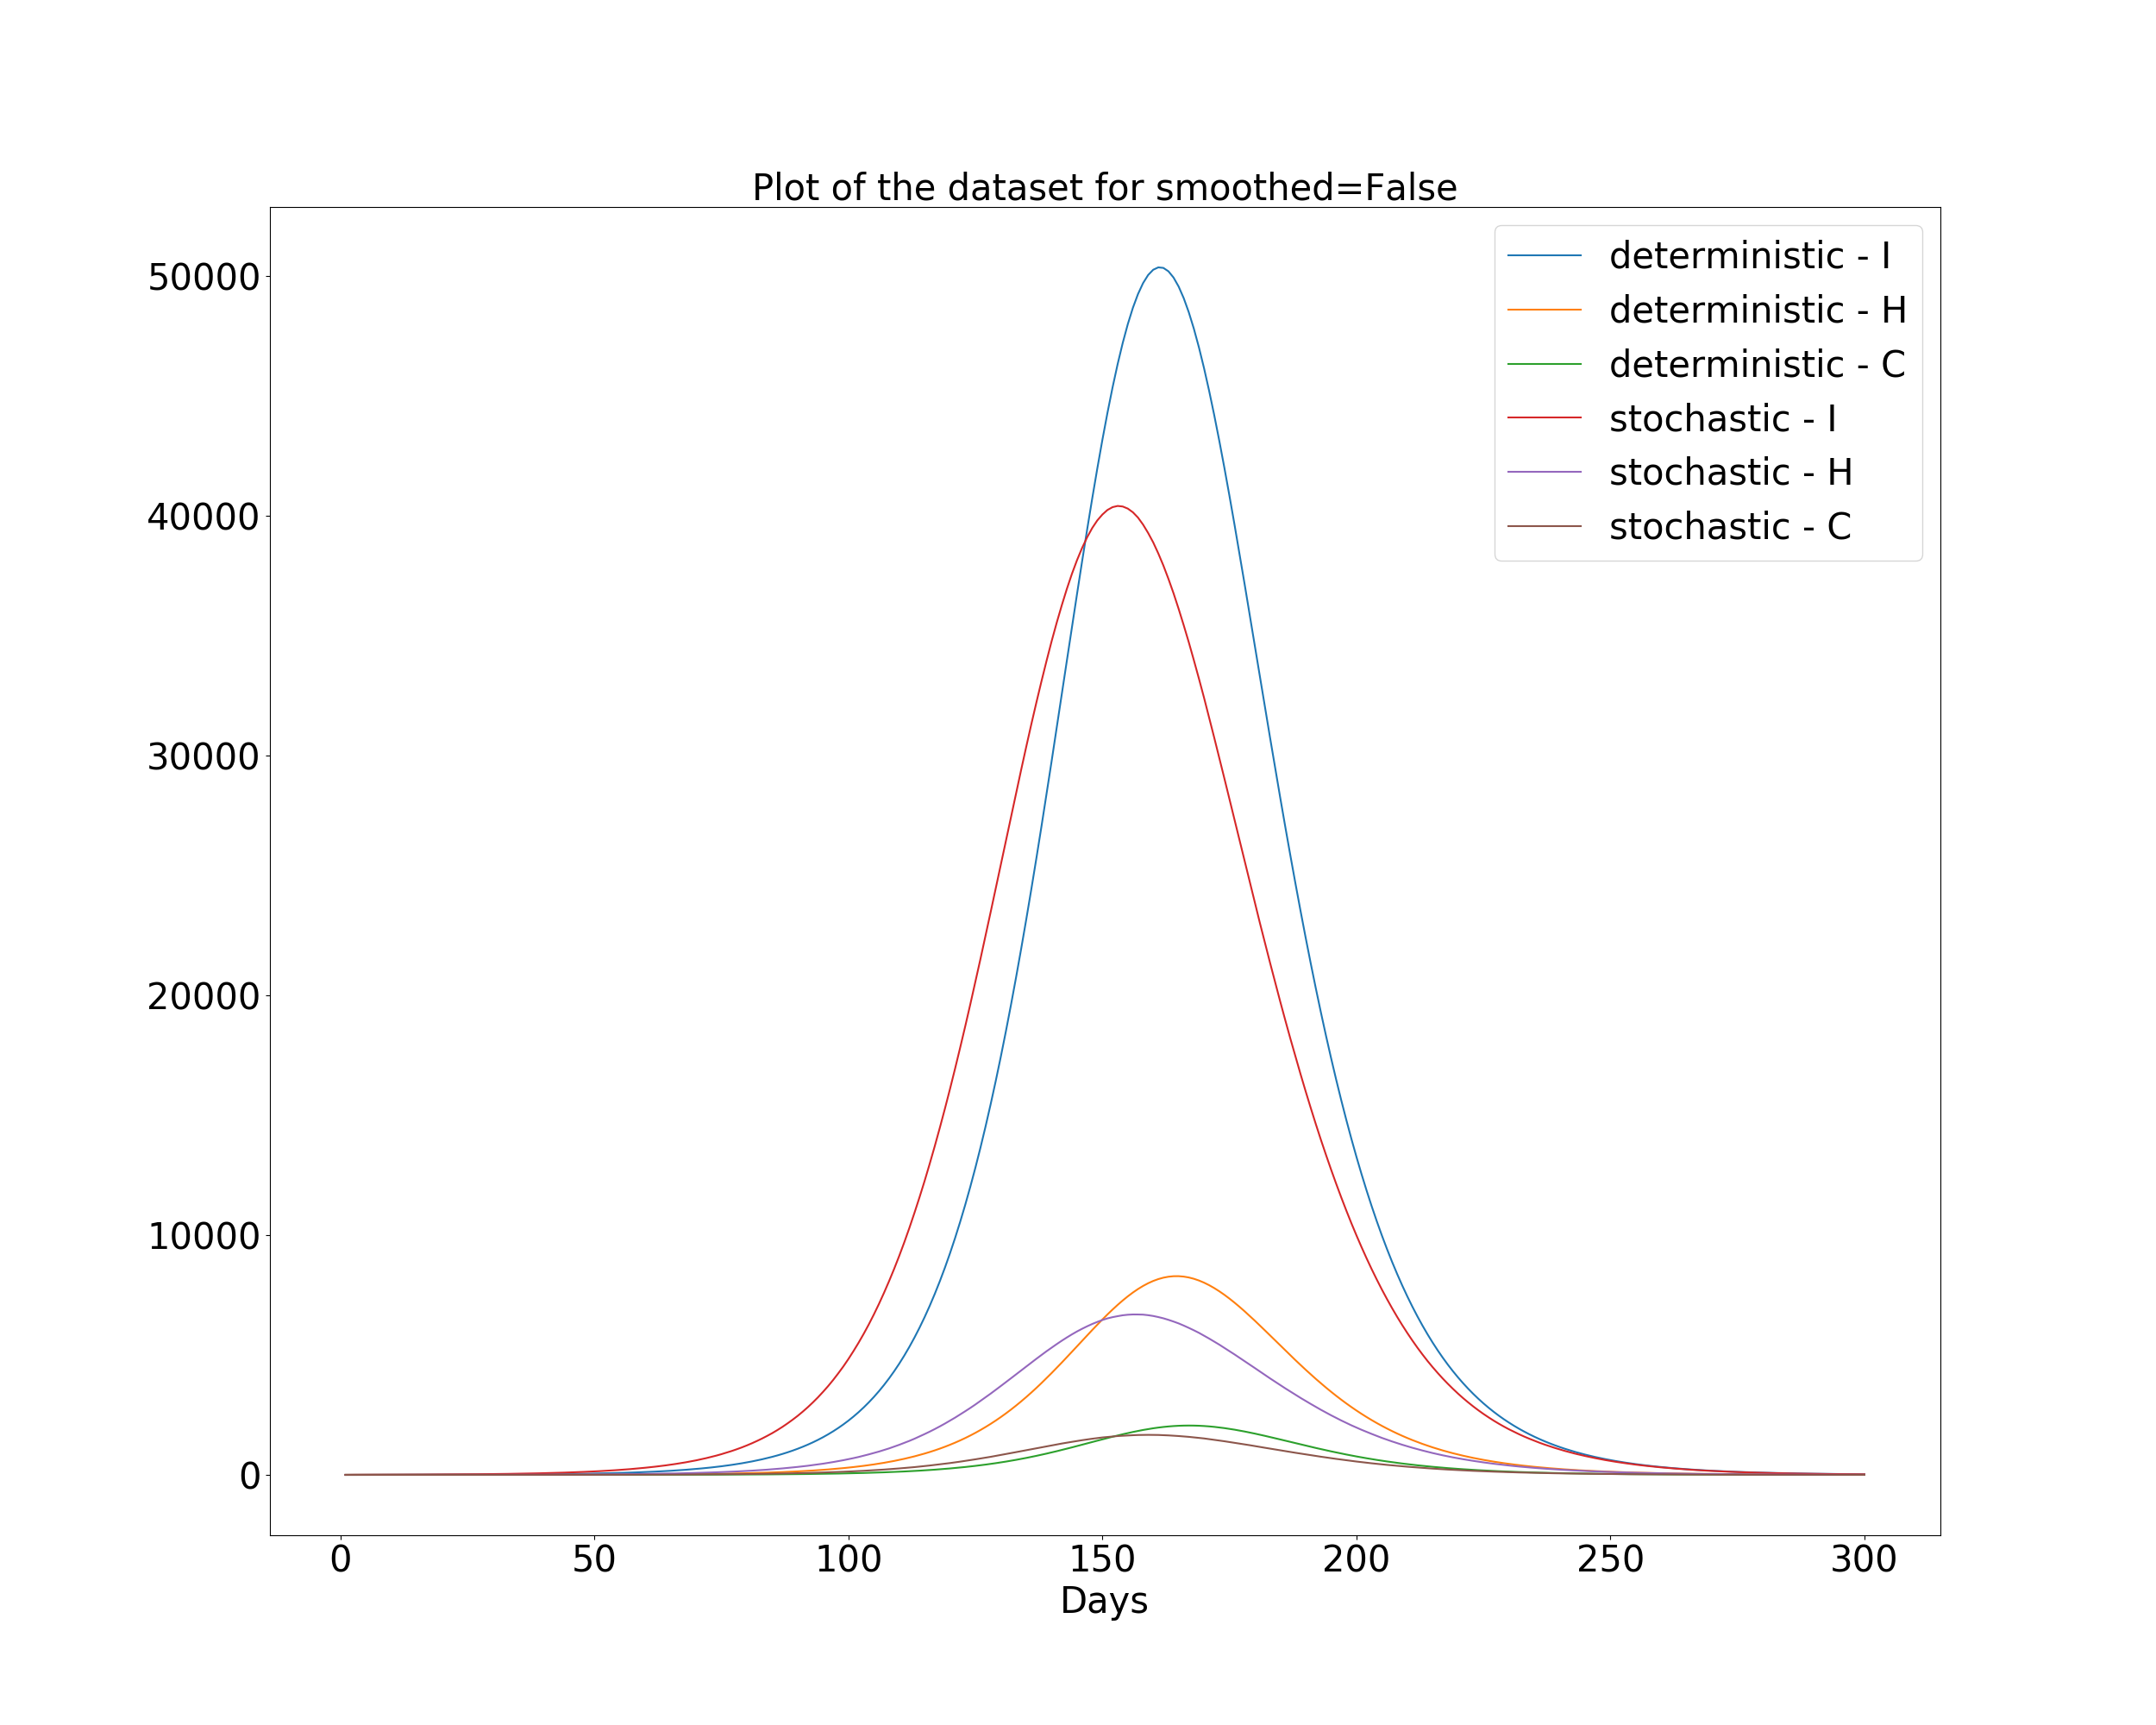 Plot of the dataset for smoothed=False
deterministic - I
deterministic - H
deterministic - C
stochastic - I
stochastic - H
stochastic - C
50000
40000
30000
20000
10000
0
0 50 100 150 200 250 300
Days